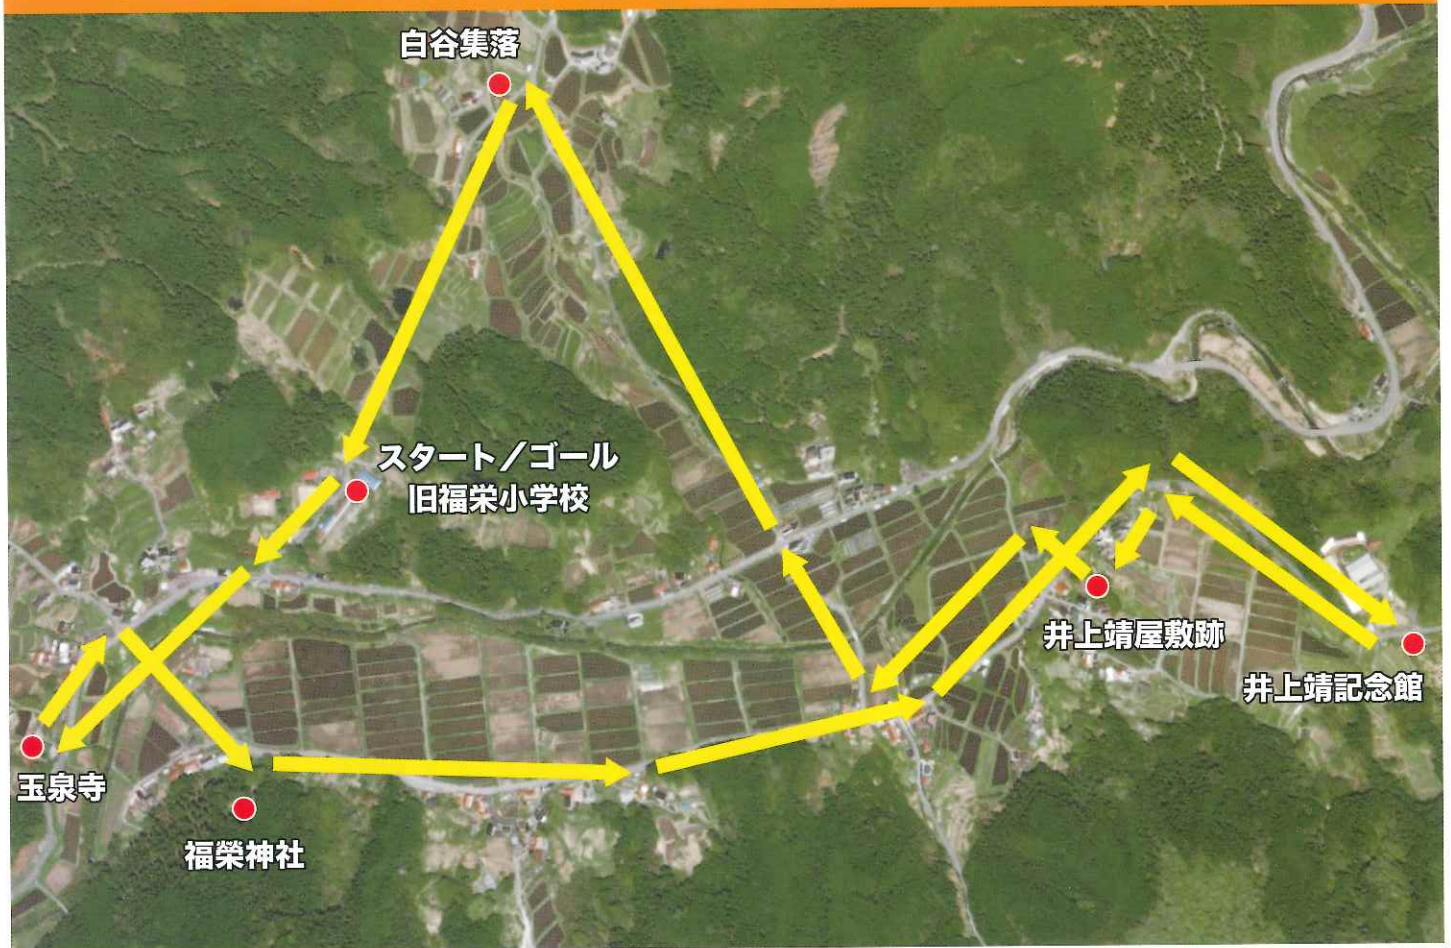 白谷集落
スタート／ゴール
旧福栄小学校
井上靖屋敷跡
井上靖記念館
玉泉寺
福榮神社